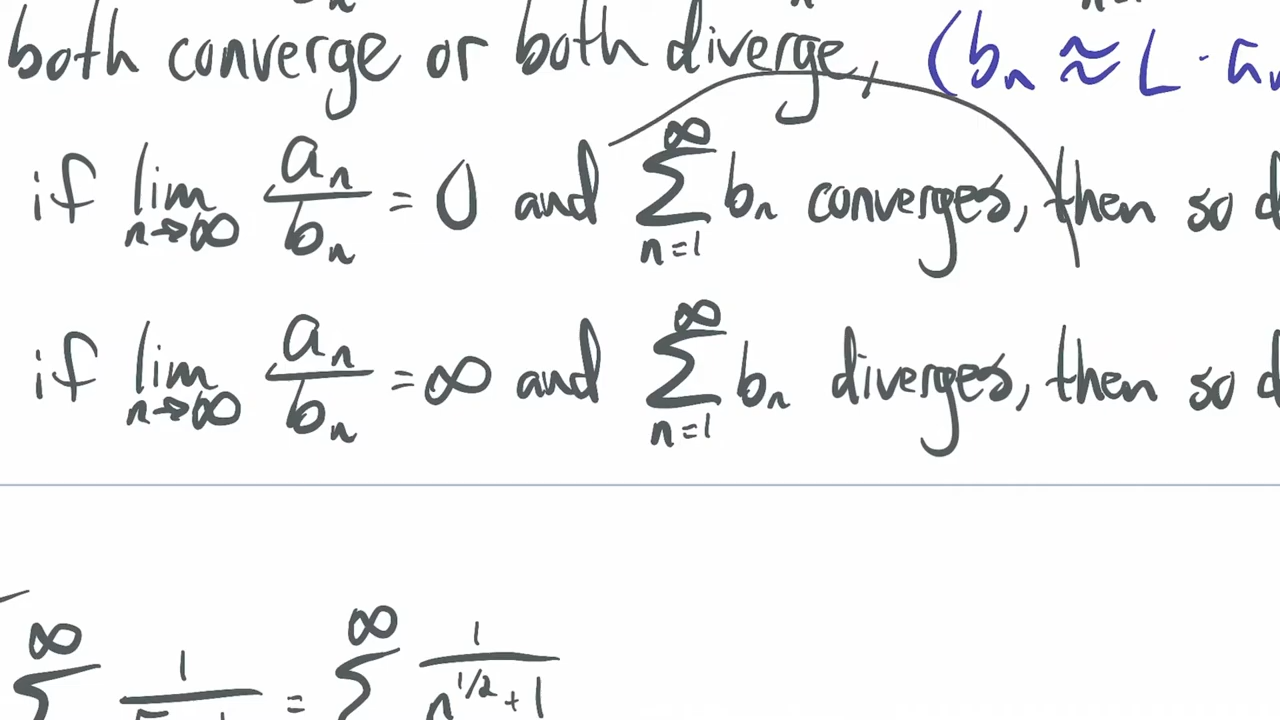 both converge or both diverge, (bn ≈ L · an
if lim n→∞ an/bn = 0 and ∞ Σ n=1 bn converges, then so d
if lim n→∞ an/bn = ∞ and ∞ Σ n=1 bn diverges, then so d
∞ Σ 1/ = ∞ Σ 1/(n^1/2 + 1